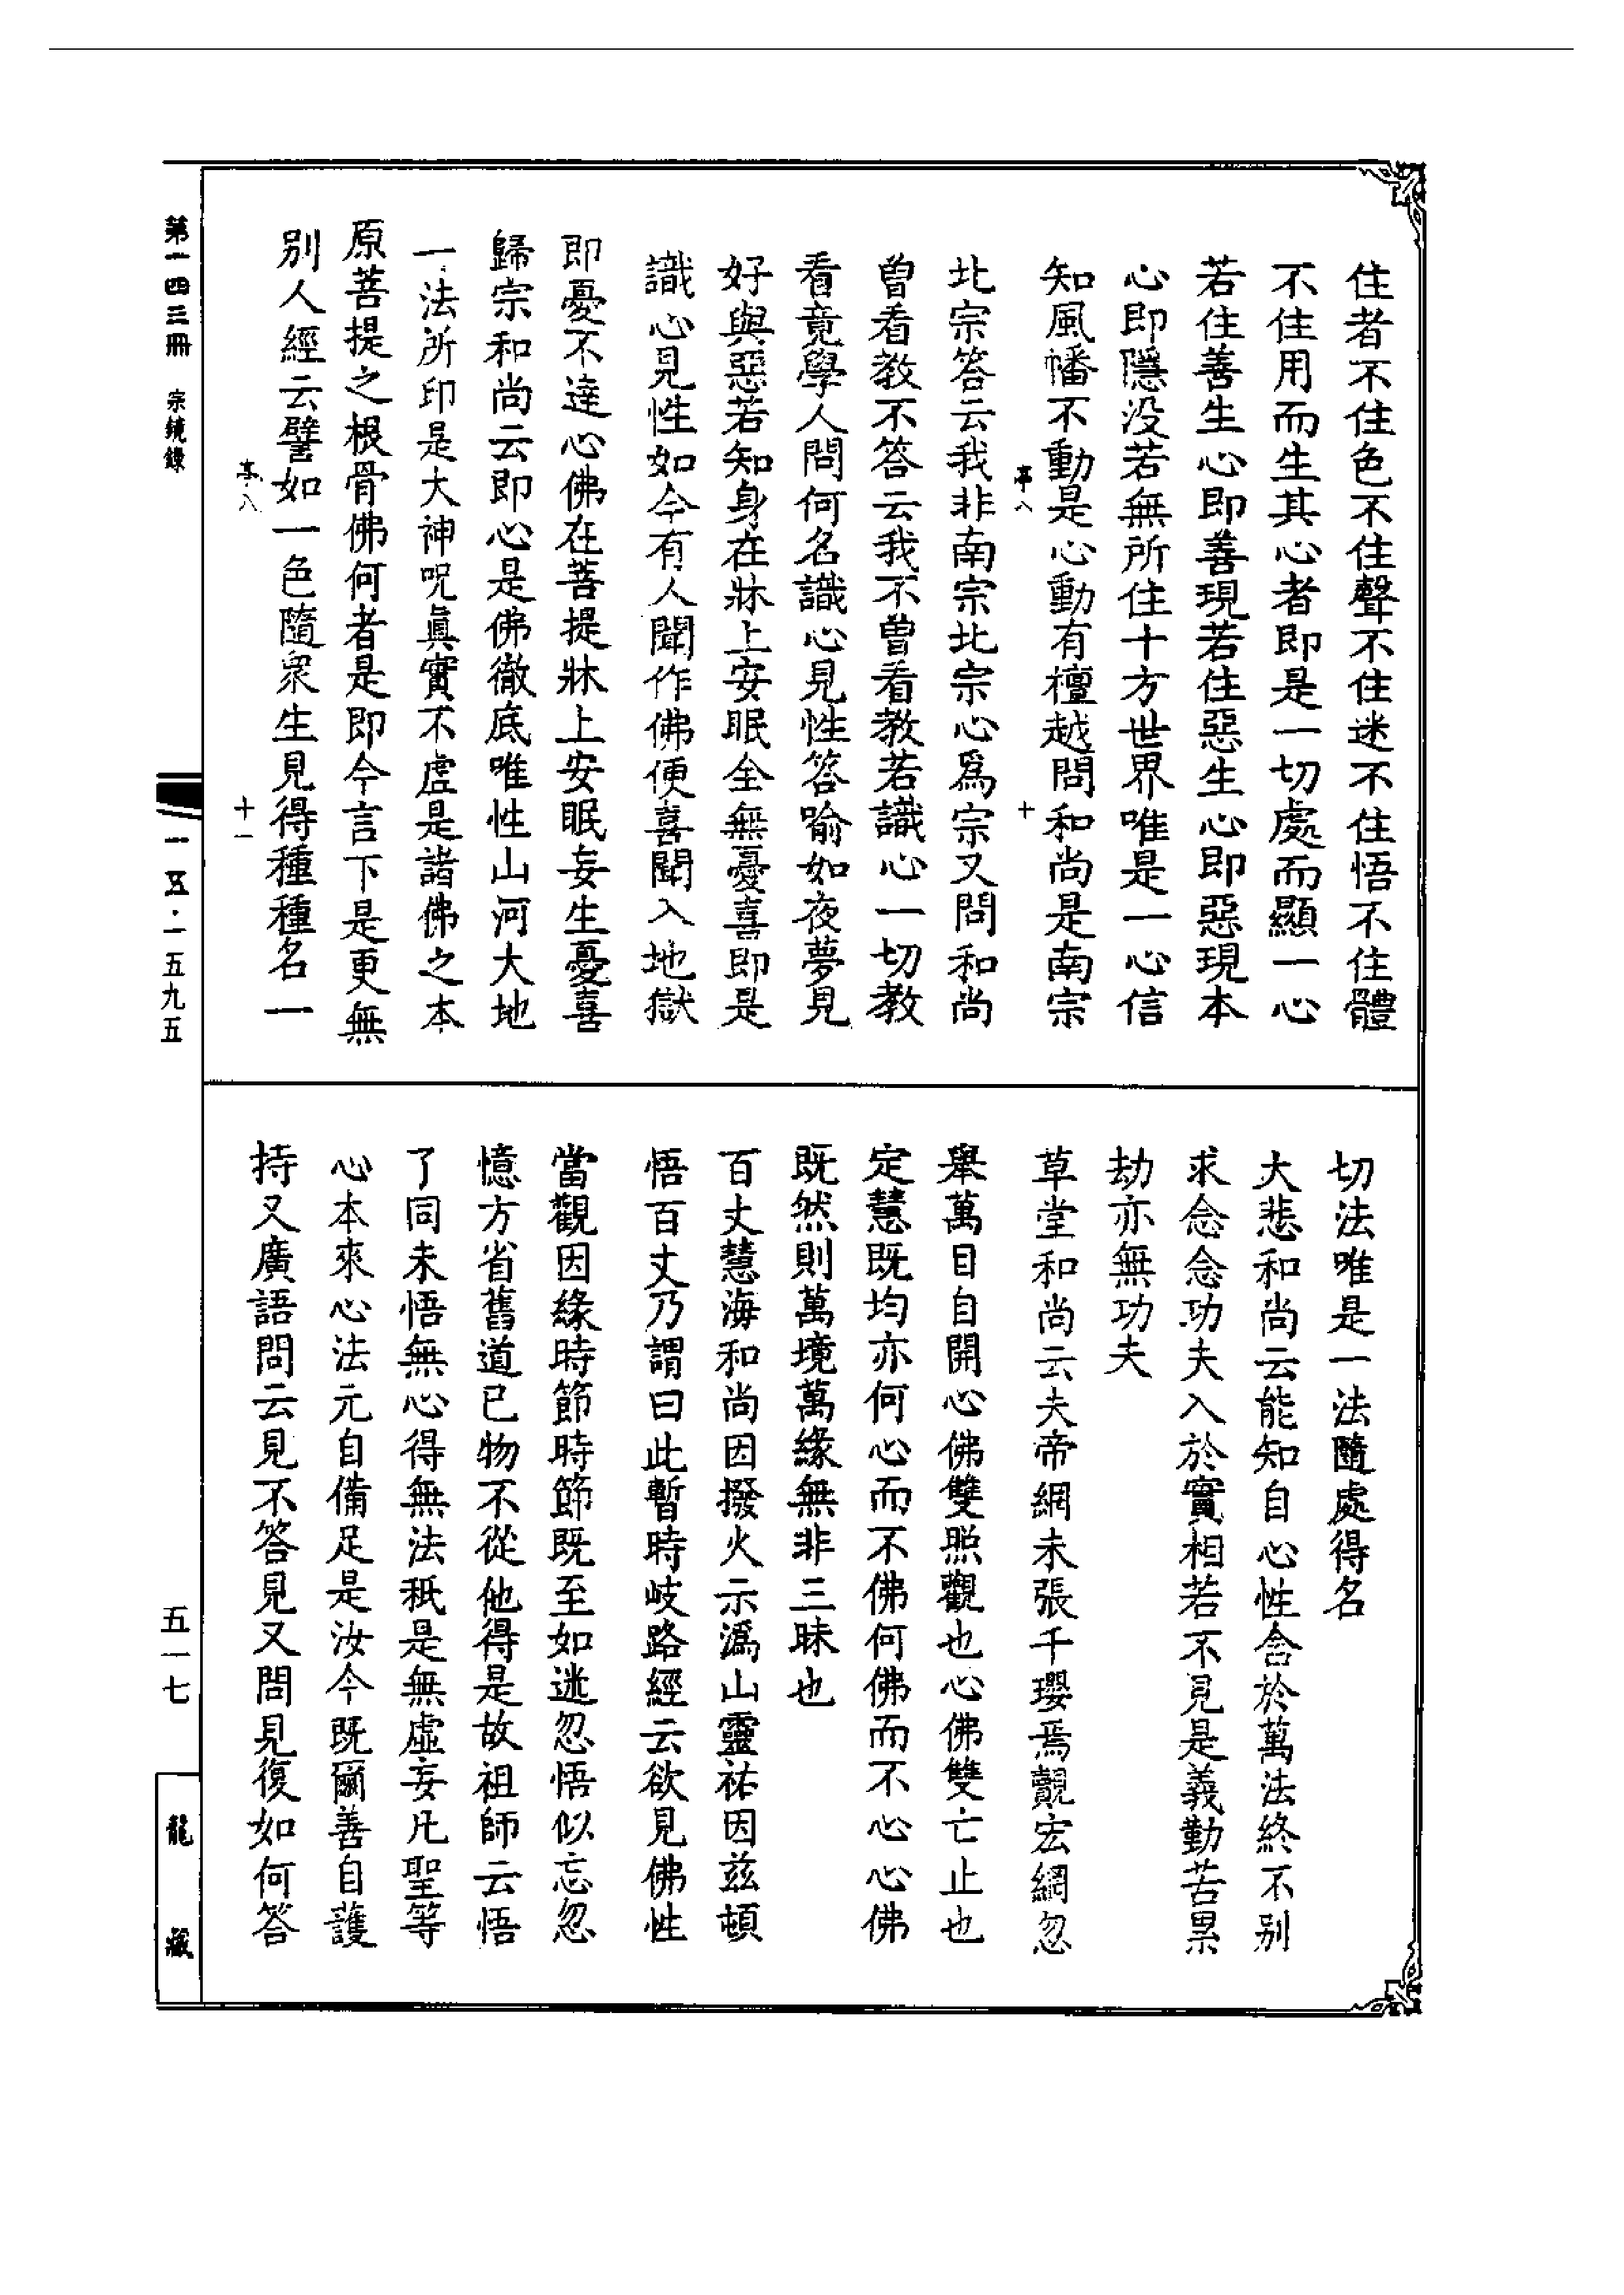 住者不住色不住聲不住迷不住悟不住體
不住用而生其心者即是一切處而顯一心
若住善生心即善現若住惡生心即惡現本
心即隱没若無所住十方世界唯是一心信
知風幡不動是心動有檀越問和尚是南宗
亭八 十
北宗答云我非南宗北宗心爲宗又問和尚
曾看教不答云我不曾看教若識心一切教
看竟學人問何名識心見性答喻如夜夢見
好與惡若知身在牀上安眠全無憂喜即是
識心見性如今有人聞作佛便喜聞入地獄
即憂不達心佛在菩提牀上安眠妄生憂喜
歸宗和尚云即心是佛徹底唯性山河大地
一法所印是大神呪眞實不虚是諸佛之本
原菩提之根骨佛何者是即今言下是更無
别人經云譬如一色隨衆生見得種種名一
亭八 十一
切法唯是一法隨處得名
大悲和尚云能知自心性含於萬法終不别
求念念功夫入於實相若不見是義勤苦累
劫亦無功夫
草堂和尚云夫帝網未張千瓔焉覿宏綱忽
舉萬目自開心佛雙照觀也心佛雙亡止也
定慧既均亦何心而不佛何佛而不心心佛
既然則萬境萬緣無非三昧也
百丈慧海和尚因撥火示溈山靈祐因茲頓
悟百丈乃謂曰此暫時岐路經云欲見佛性
當觀因緣時節時節既至如迷忽悟似忘忽
憶方省舊道已物不從他得是故祖師云悟
了同未悟無心得無法秖是無虛妄凡聖等
心本來心法元自備足是汝今既爾善自護
持又廣語問云見不答見又問見復如何答
第一四三冊 宗鏡錄
一五·一五九五
五一七
龍藏